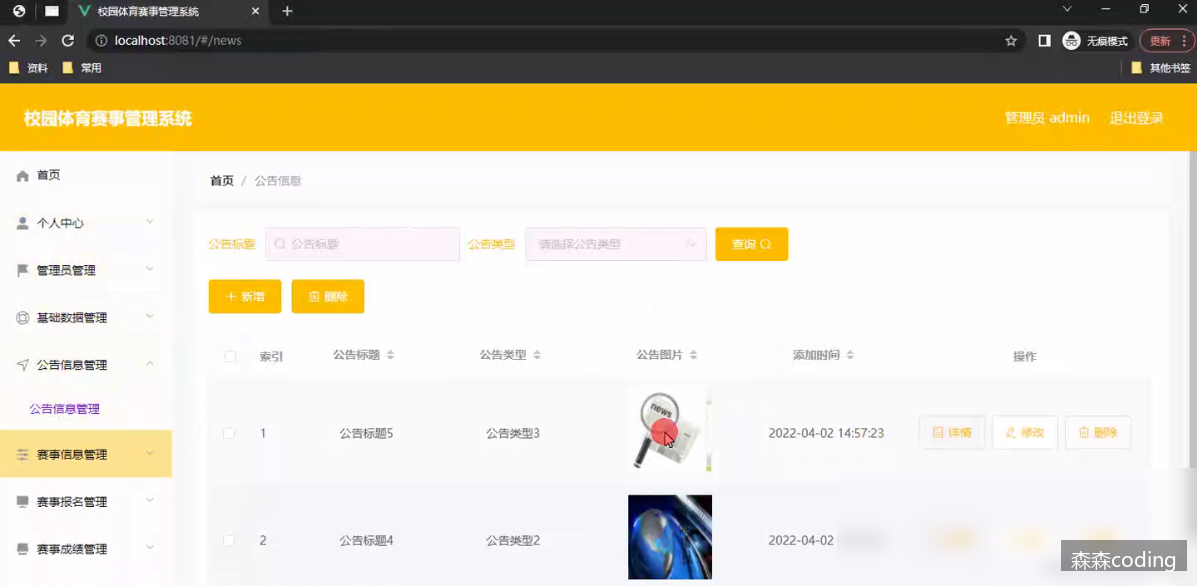 校园体育赛事管理系统
localhost:8081/#/news
无痕模式
更新
资料
常用
其他书签
校园体育赛事管理系统
管理员 admin
退出登录
首页
个人中心
管理员管理
基础数据管理
公告信息管理
公告信息管理
赛事信息管理
赛事报名管理
赛事成绩管理
首页 / 公告信息
公告标题 公告标题 公告类型 请选择公告类型 查询
新增 删除
索引 公告标题 公告类型 公告图片 添加时间 操作
1 公告标题5 公告类型3 news 2022-04-02 14:57:23 详情 修改 删除
2 公告标题4 公告类型2 2022-04-02
森森coding